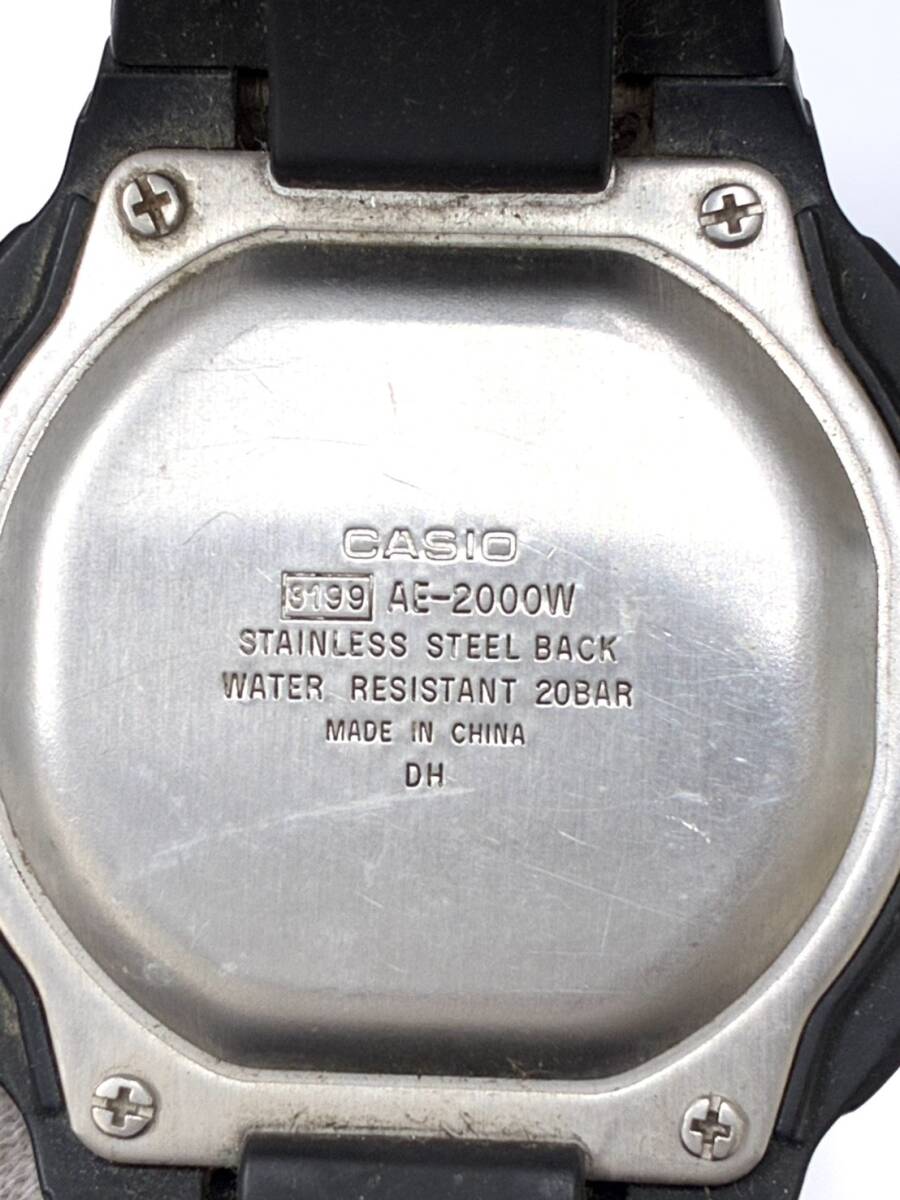 CASIO
3199 AE-2000W
STAINLESS STEEL BACK
WATER RESISTANT 20BAR
MADE IN CHINA
DH